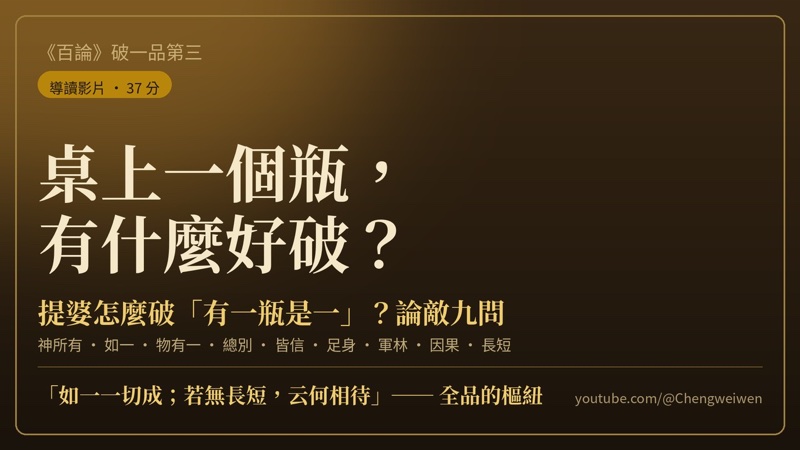 《百論》破一品第三
導讀影片 · 37 分
桌上一個瓶，
有什麼好破？
提婆怎麼破「有一瓶是一」？論敵九問
神所有 · 如一 · 物有一 · 總別 · 皆信 · 足身 · 軍林 · 因果 · 長短
「如一一切成；若無長短，云何相待」—— 全品的樞紐
youtube.com/@Chengweiwen